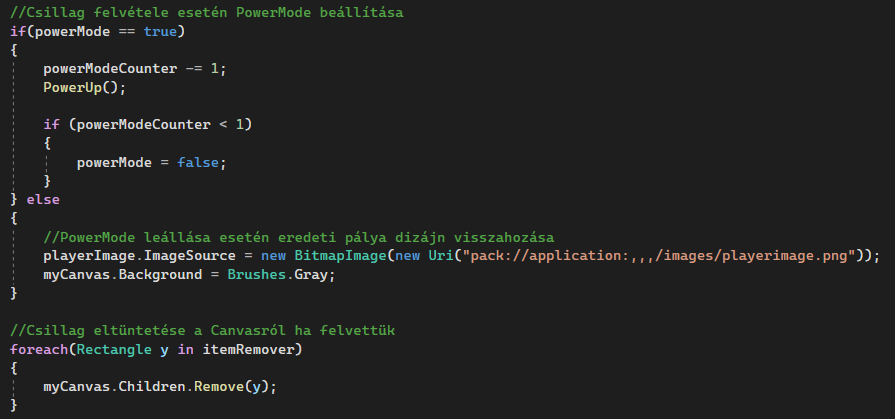 //Csillag felvétele esetén PowerMode beállítása
if(powerMode == true)
{
    powerModeCounter -= 1;
    PowerUp();

    if (powerModeCounter < 1)
    {
        powerMode = false;
    }
} else
{
    //PowerMode leállása esetén eredeti pálya dizájn visszahozása
    playerImage.ImageSource = new BitmapImage(new Uri("pack://application:,,,/images/playerimage.png"));
    myCanvas.Background = Brushes.Gray;
}

//Csillag eltüntetése a Canvasról ha felvettük
foreach(Rectangle y in itemRemover)
{
    myCanvas.Children.Remove(y);
}